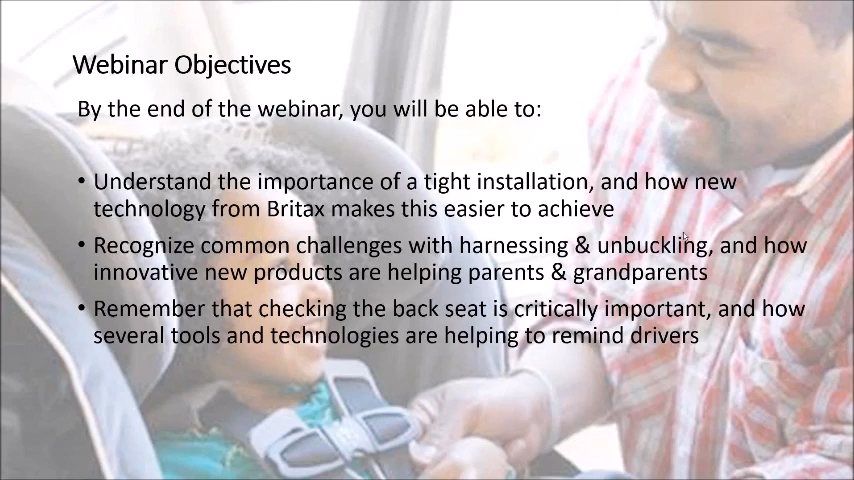 Webinar Objectives
By the end of the webinar, you will be able to:
• Understand the importance of a tight installation, and how new
technology from Britax makes this easier to achieve
• Recognize common challenges with harnessing & unbuckling, and how
innovative new products are helping parents & grandparents
• Remember that checking the back seat is critically important, and how
several tools and technologies are helping to remind drivers